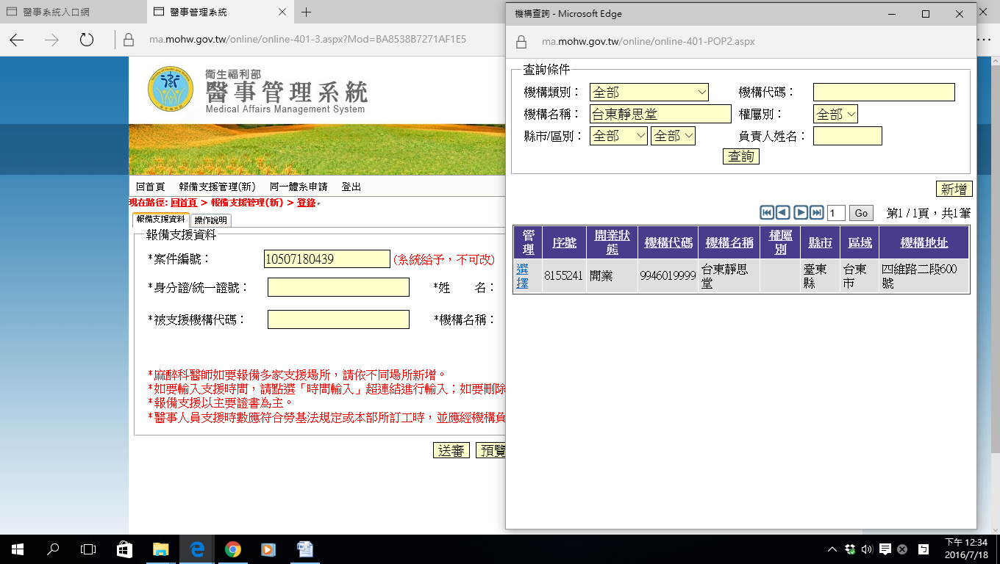 醫事系統入口網
醫事管理系統
ma.mohw.gov.tw/online/online-401-3.aspx?Mod=BA8538B7271AF1E5
衛生福利部
醫事管理系統
Medical Affairs Management System
回首頁 報備支援管理(新) 同一體系申請 登出
現在路徑: 回首頁 > 報備支援管理(新) > 登錄。
報備支援資料 操作說明
報備支援資料
*案件編號： 10507180439 (系統給予，不可改)
*身分證/統一證號： *姓 名：
*被支援機構代碼： *機構名稱：
*麻醉科醫師如要報備多家支援場所，請依不同場所新增。
*如要輸入支援時間，請點選「時間輸入」超連結進行輸入；如要刪除
*報備支援以主要證書為主。
*醫事人員支援時數應符合勞基法規定或本部所訂工時，並應經機構負
送審 預覽
機構查詢 - Microsoft Edge
ma.mohw.gov.tw/online/online-401-POP2.aspx
查詢條件
機構類別： 全部 機構代碼：
機構名稱： 台東靜思堂 權屬別： 全部
縣市/區別： 全部 全部 負責人姓名：
查詢
新增
1 Go 第1 / 1頁，共1筆
管理 序號 開業狀態 機構代碼 機構名稱 權屬別 縣市 區域 機構地址
選擇 8155241 開業 9946019999 台東靜思堂 臺東縣 台東市 四維路二段600號
下午 12:34
2016/7/18